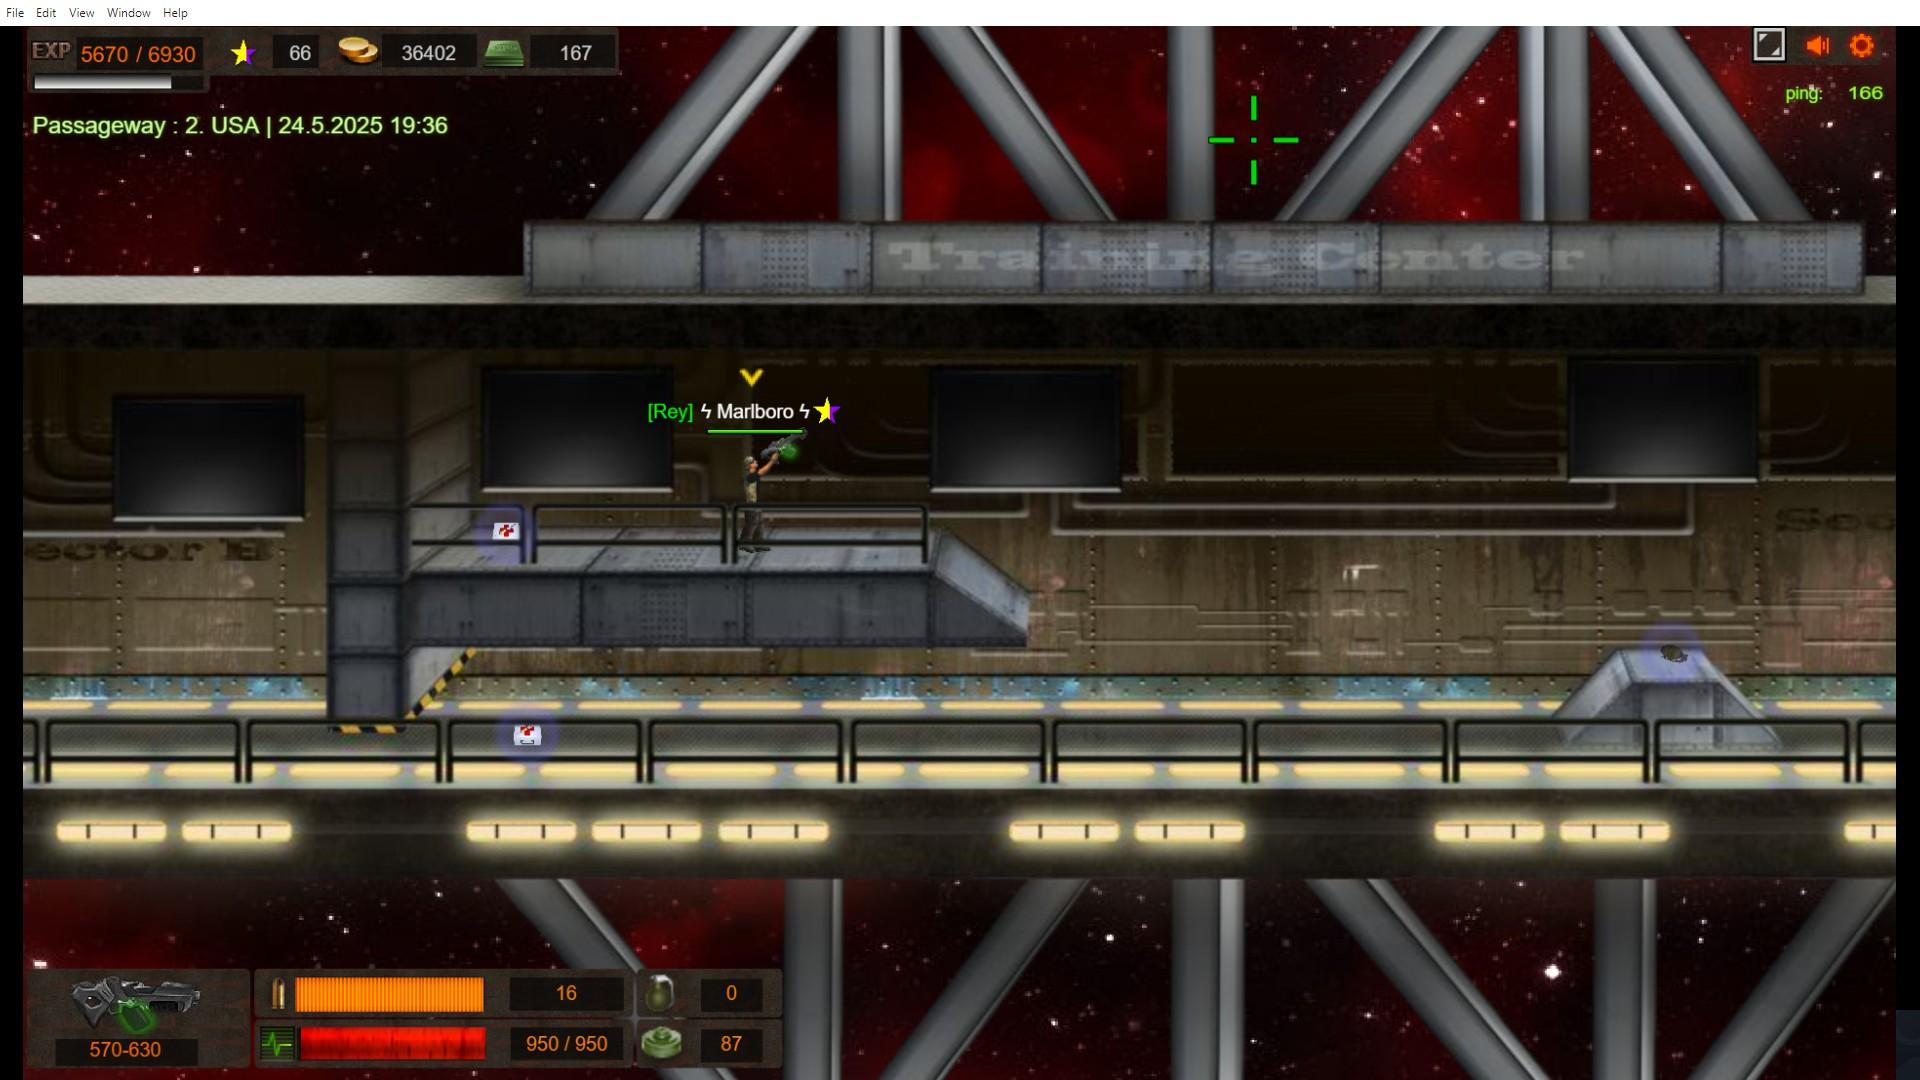 File Edit View Window Help
EXP 5670 / 6930 66 36402 167
ping: 166
Passageway : 2. USA | 24.5.2025 19:36
Training Center
[Rey] ϟ Marlboro ϟ
ector B
16 0
570-630 950 / 950 87